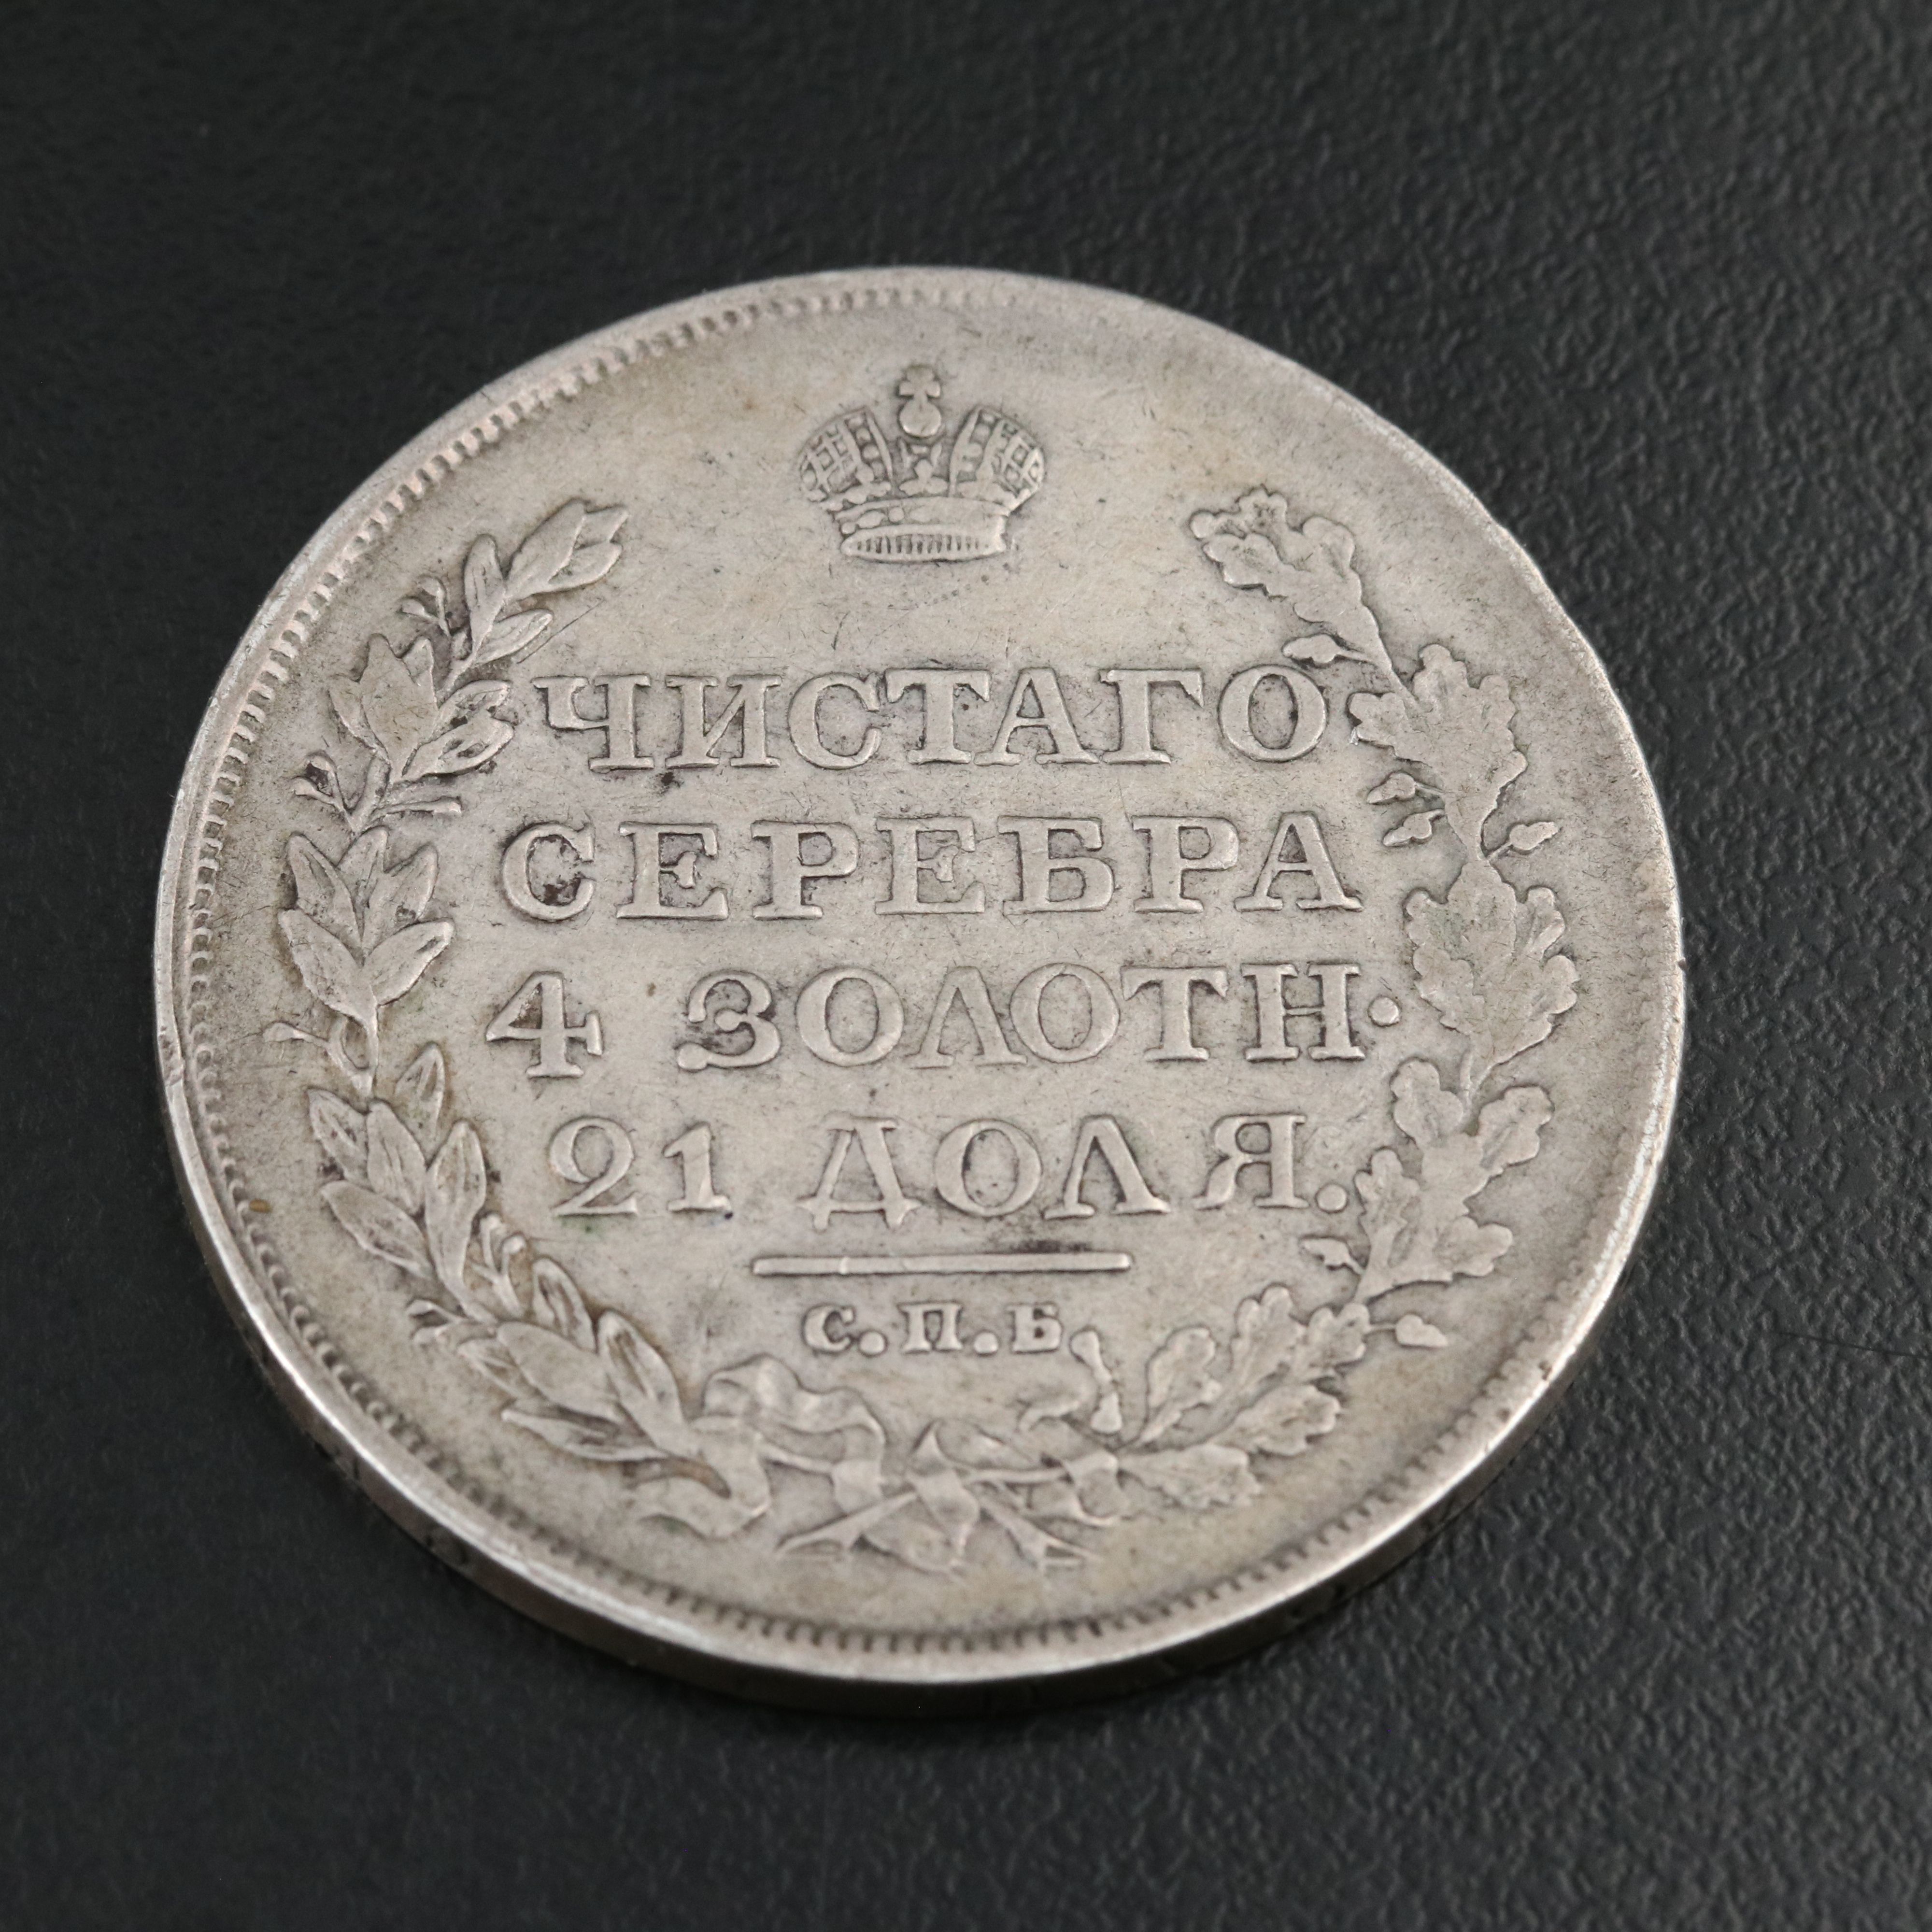 ЧИСТАГО
СЕРЕБРА
4 ЗОЛОТН·
21 ДОЛЯ.
С.П.Б.